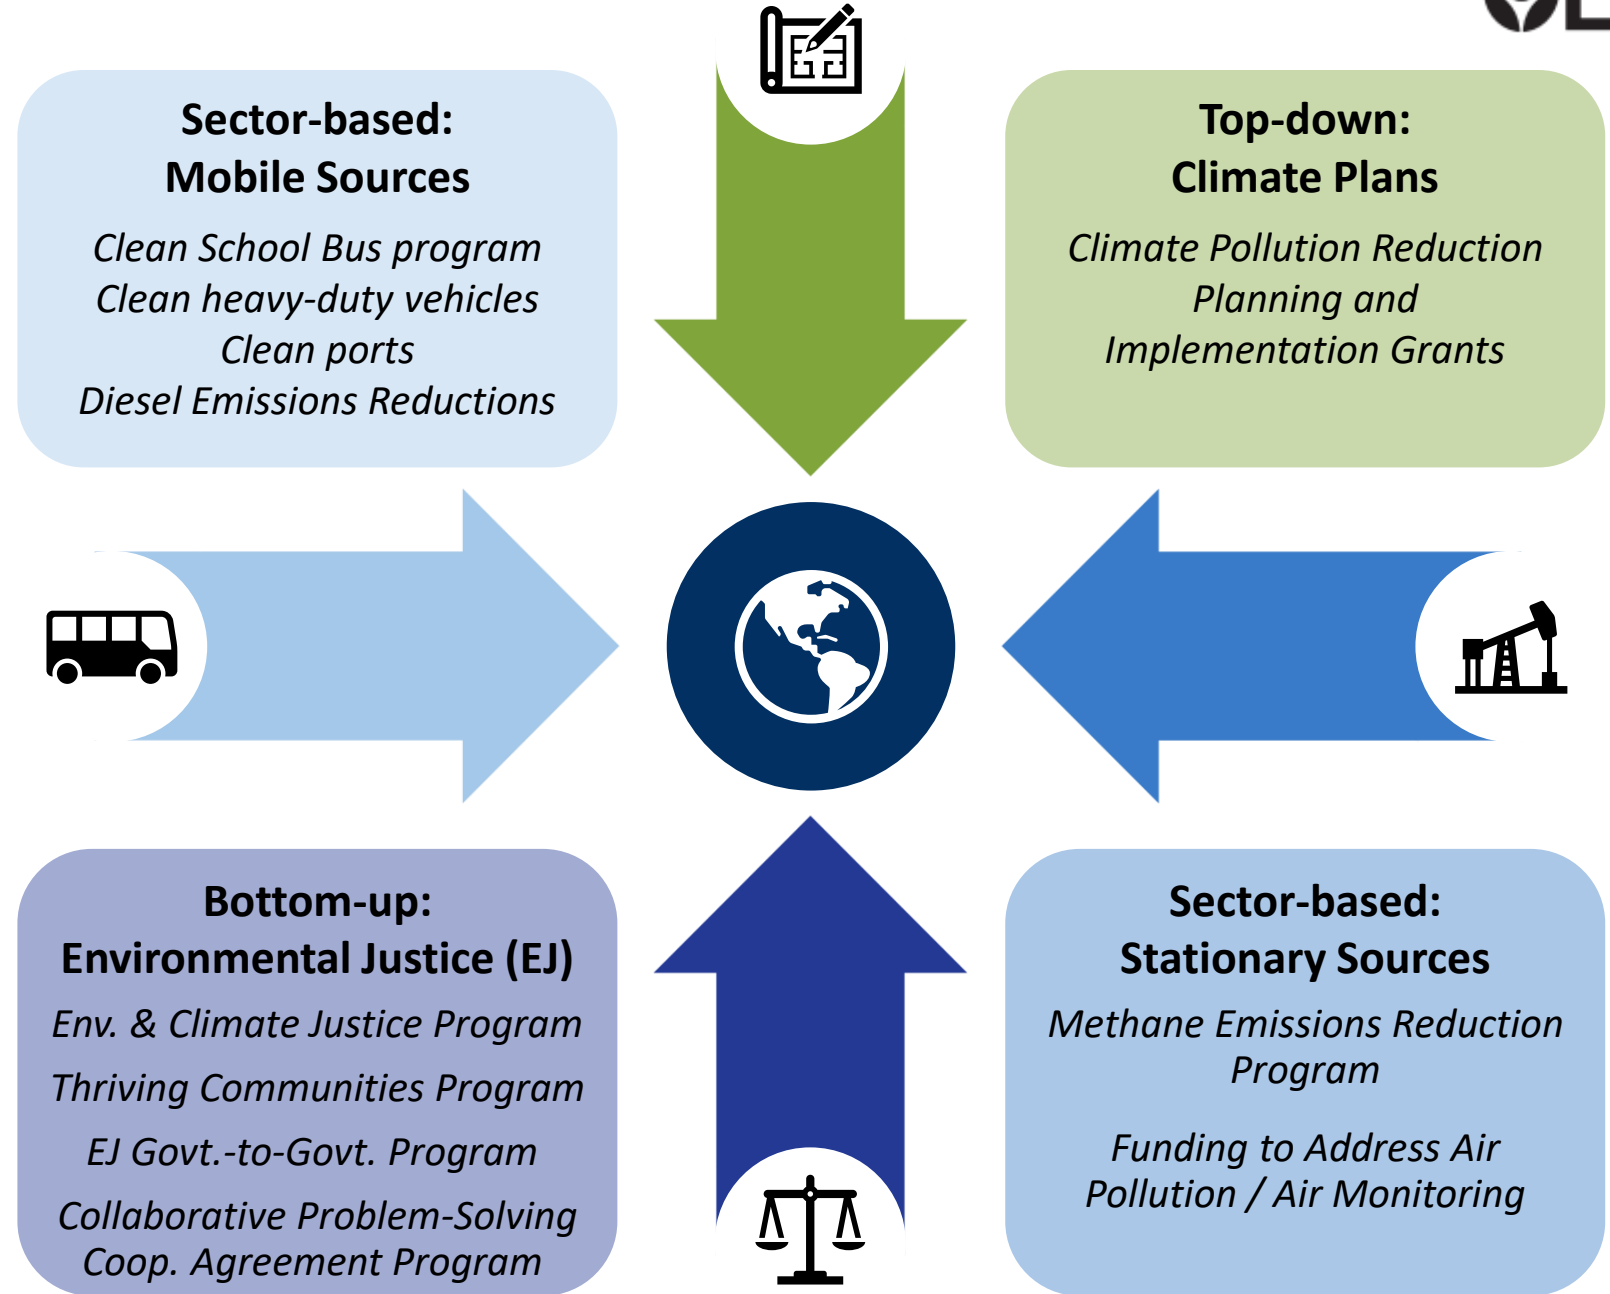 Sector-based:
Mobile Sources
Clean School Bus program
Clean heavy-duty vehicles
Clean ports
Diesel Emissions Reductions
Top-down:
Climate Plans
Climate Pollution Reduction
Planning and
Implementation Grants
Bottom-up:
Environmental Justice (EJ)
Env. & Climate Justice Program
Thriving Communities Program
EJ Govt.-to-Govt. Program
Collaborative Problem-Solving
Coop. Agreement Program
Sector-based:
Stationary Sources
Methane Emissions Reduction
Program
Funding to Address Air
Pollution / Air Monitoring